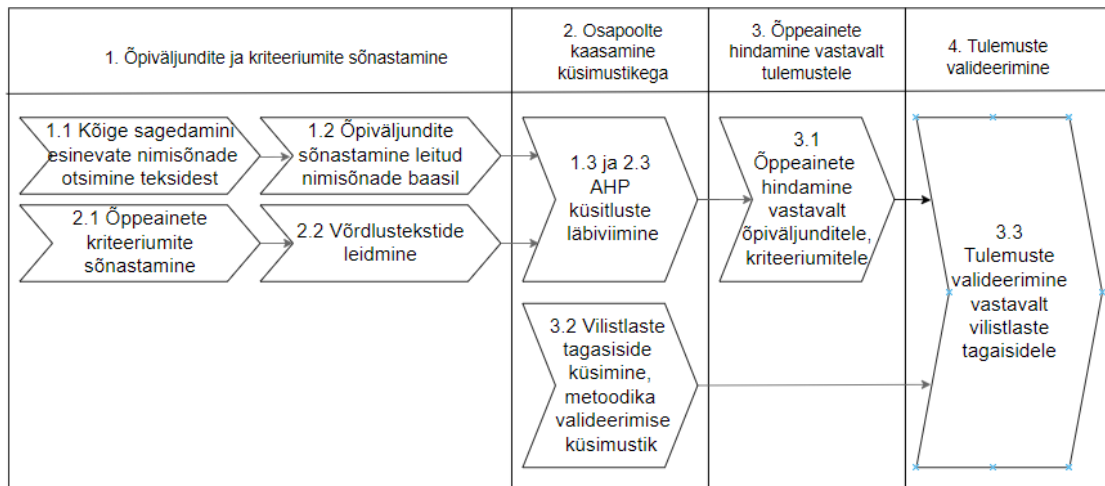 1. Õpiväljundite ja kriteeriumite sõnastamine
2. Osapoolte
kaasamine
küsimustikega
3. Õppeainete
hindamine vastavalt
tulemustele
4. Tulemuste
valideerimine
1.1 Kõige sagedamini
esinevate nimisõnade
otsimine teksidest
1.2 Õpiväljundite
sõnastamine leitud
nimisõnade baasil
2.1 Õppeainete
kriteeriumite
sõnastamine
2.2 Võrdlustekstide
leidmine
1.3 ja 2.3
AHP
küsitluste
läbiviimine
3.2 Vilistlaste
tagasiside
küsimine,
metoodika
valideerimise
küsimustik
3.1
Õppeainete
hindamine
vastavalt
õpiväljunditele,
kriteeriumitele
3.3
Tulemuste
valideerimine
vastavalt
vilistlaste
tagaisidele